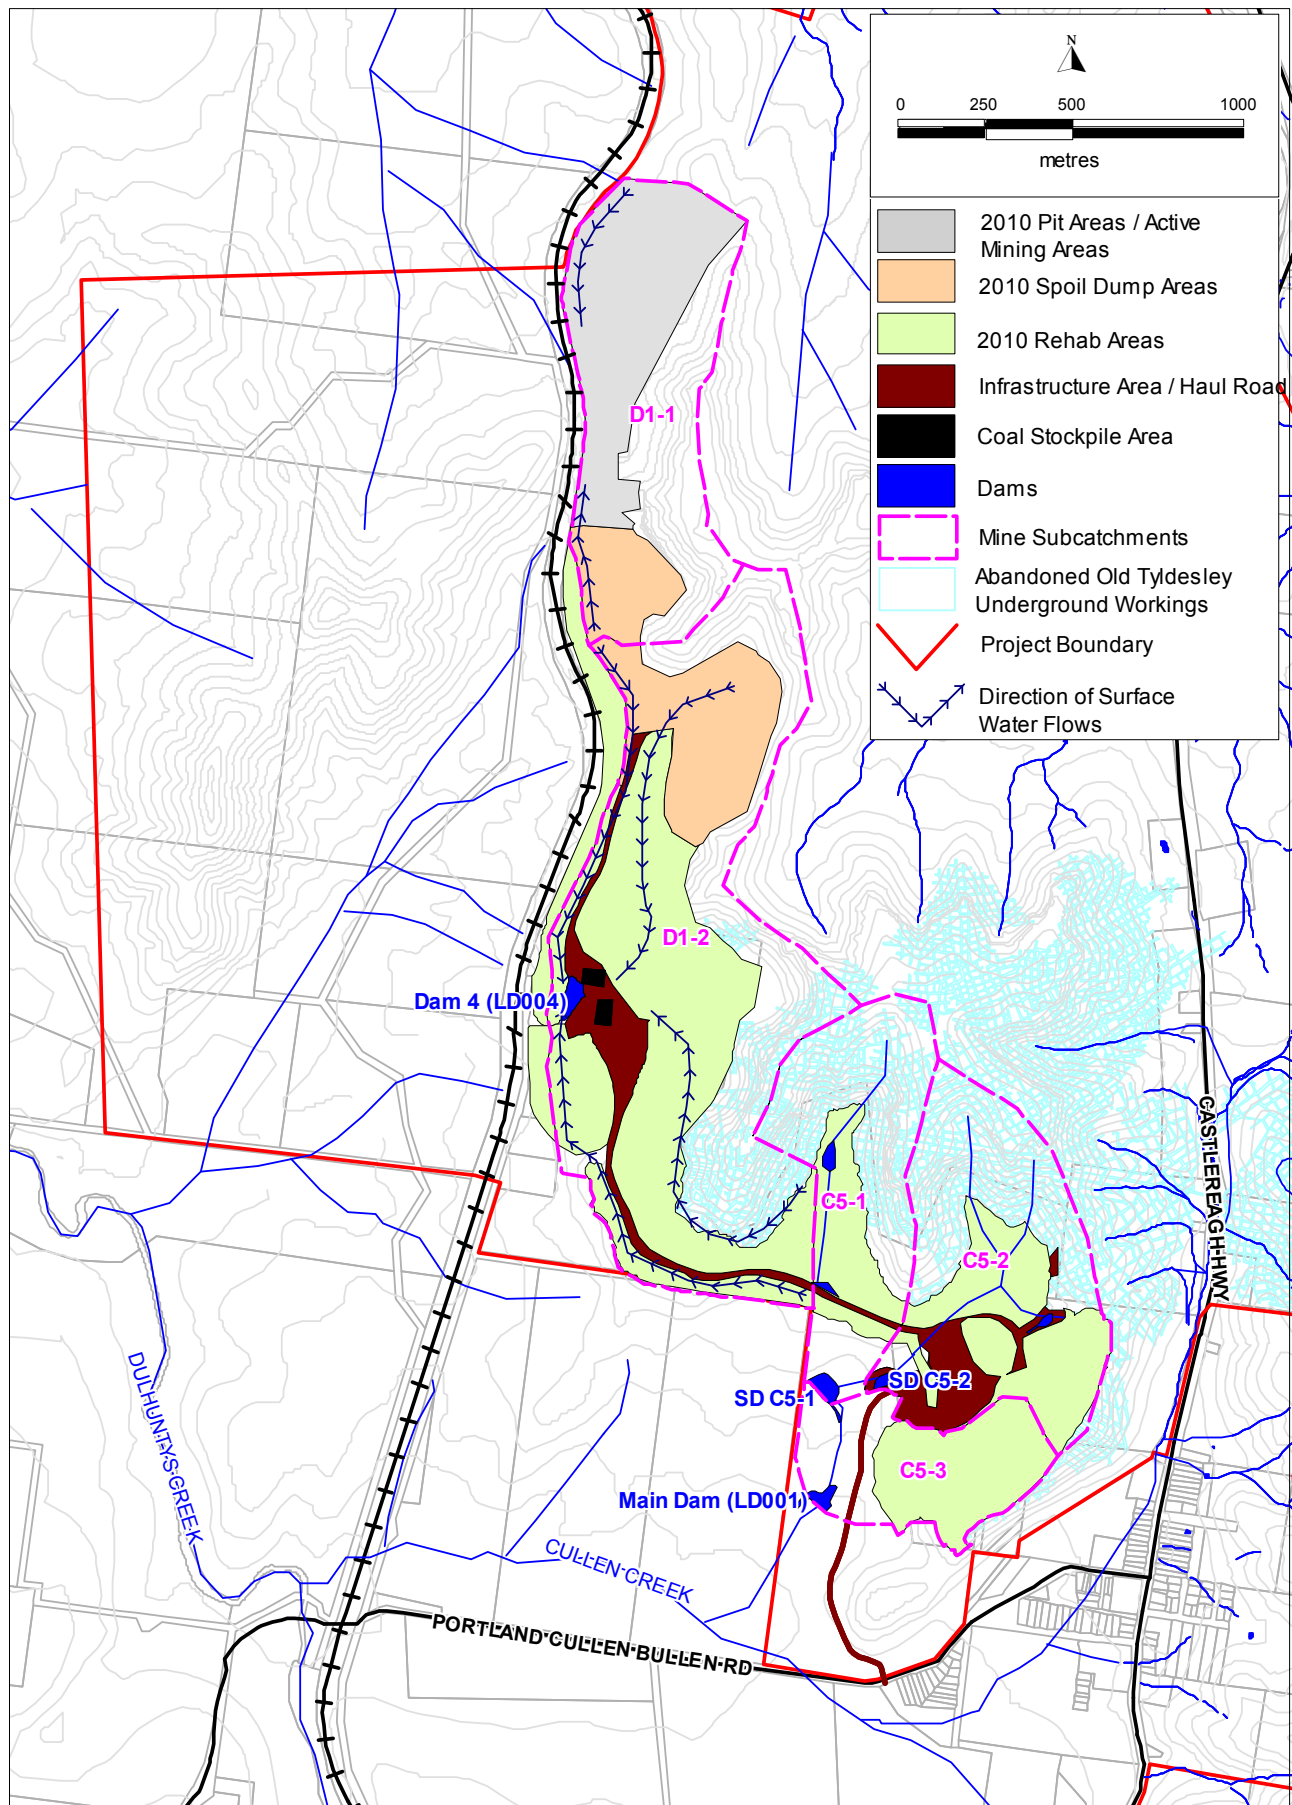 N
0 250 500 1000
metres
2010 Pit Areas / Active
Mining Areas
2010 Spoil Dump Areas
2010 Rehab Areas
Infrastructure Area / Haul Road
Coal Stockpile Area
Dams
Mine Subcatchments
Abandoned Old Tyldesley
Underground Workings
Project Boundary
Direction of Surface
Water Flows
D1-1
D1-2
Dam 4 (LD004)
CASTLEREAGH HWY
C5-1
C5-2
SD C5-2
SD C5-1
C5-3
Main Dam (LD001)
DULHUNTYS CREEK
CULLEN CREEK
PORTLAND CULLEN BULLEN RD